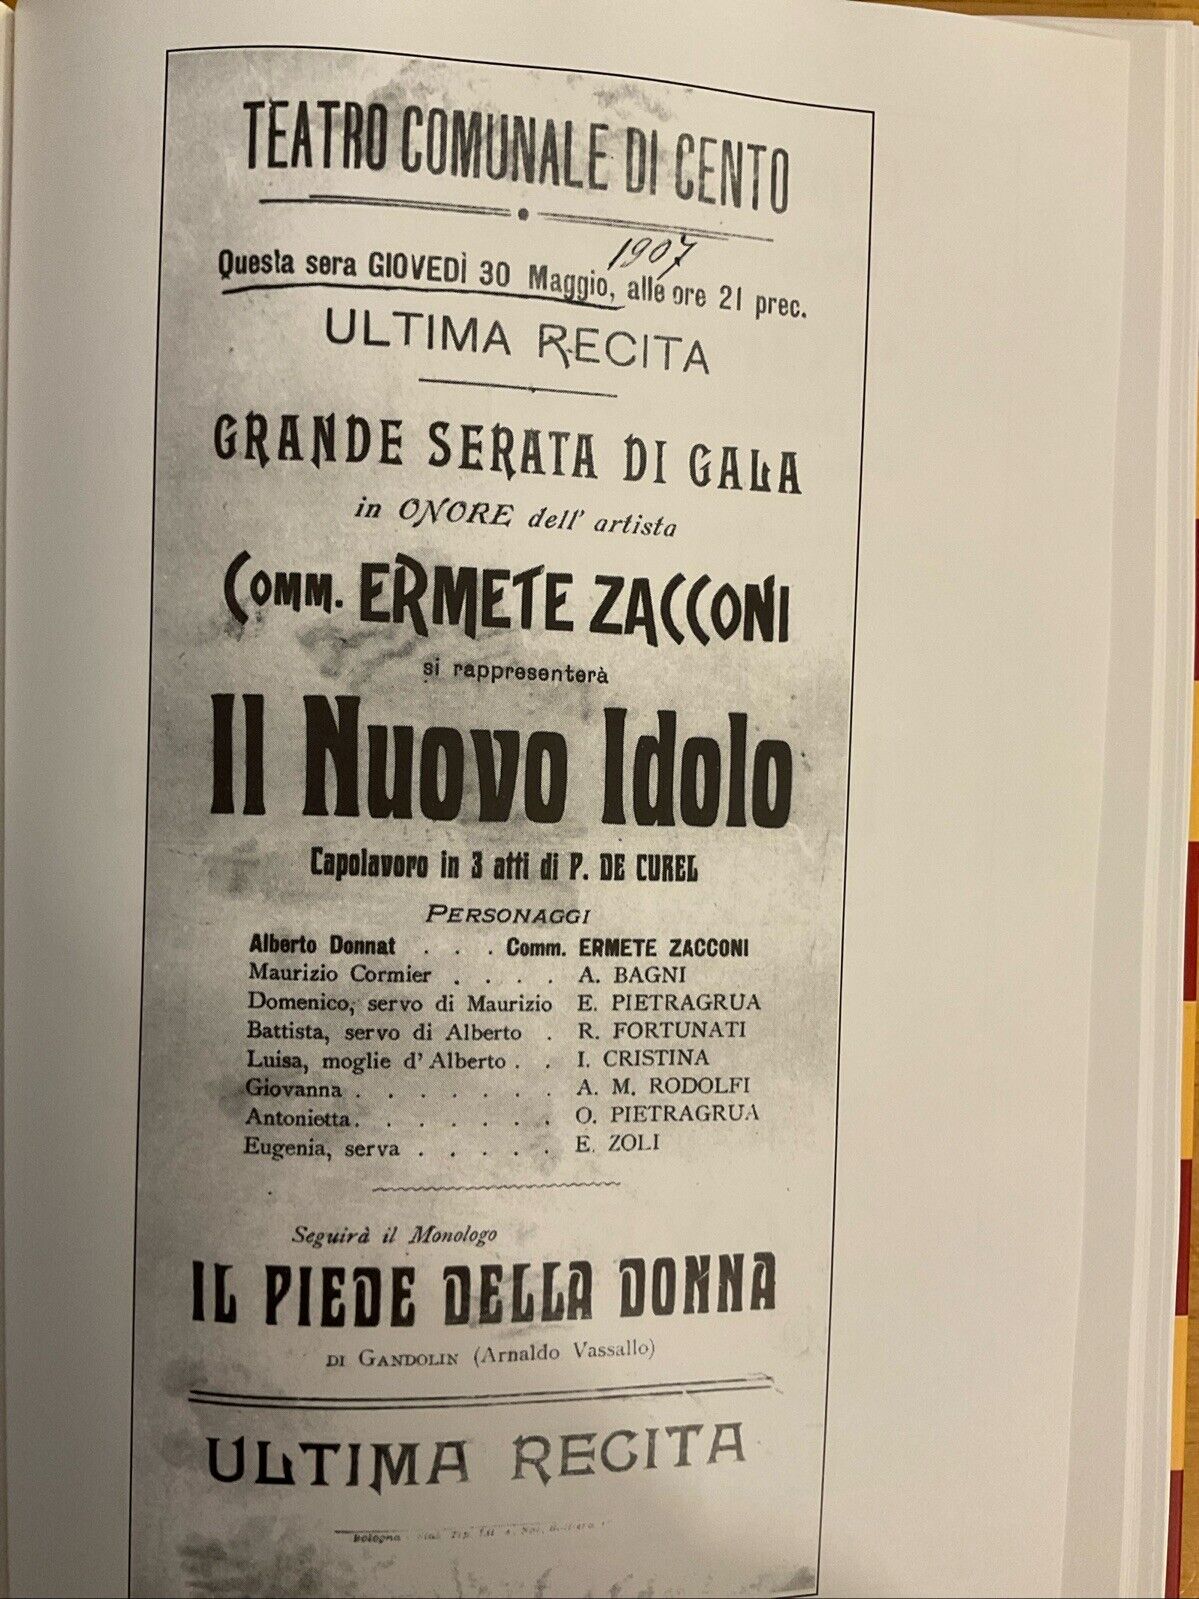 TEATRO COMUNALE DI CENTO
1907
Questa sera GIOVEDÌ 30 Maggio, alle ore 21 prec.
ULTIMA RECITA
GRANDE SERATA DI GALA
in ONORE dell' artista
COMM. ERMETE ZACCONI
si rappresenterà
Il Nuovo Idolo
Capolavoro in 3 atti di P. DE CUREL
PERSONAGGI
Alberto Donnat . . . Comm. ERMETE ZACCONI
Maurizio Cormier . . . . A. BAGNI
Domenico, servo di Maurizio E. PIETRAGRUA
Battista, servo di Alberto . R. FORTUNATI
Luisa, moglie d' Alberto . . I. CRISTINA
Giovanna . . . . . . . A. M. RODOLFI
Antonietta . . . . . . . O. PIETRAGRUA
Eugenia, serva . . . . . E. ZOLI
Seguirà il Monologo
IL PIEDE DELLA DONNA
DI GANDOLIN (Arnaldo Vassallo)
ULTIMA RECITA
Bologna